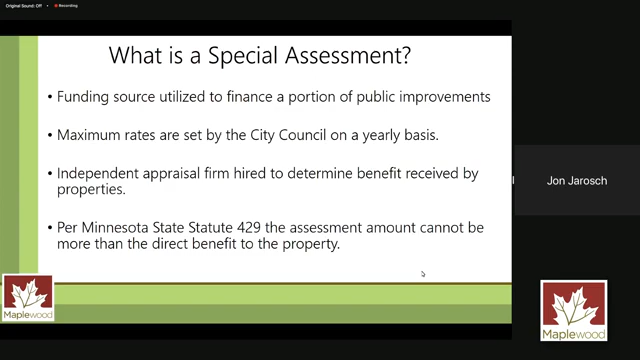 Original Sound: Off
Recording
What is a Special Assessment?
• Funding source utilized to finance a portion of public improvements
• Maximum rates are set by the City Council on a yearly basis.
• Independent appraisal firm hired to determine benefit received by
properties.
• Per Minnesota State Statute 429 the assessment amount cannot be
more than the direct benefit to the property.
Jon Jarosch
Maplewood
Maplewood